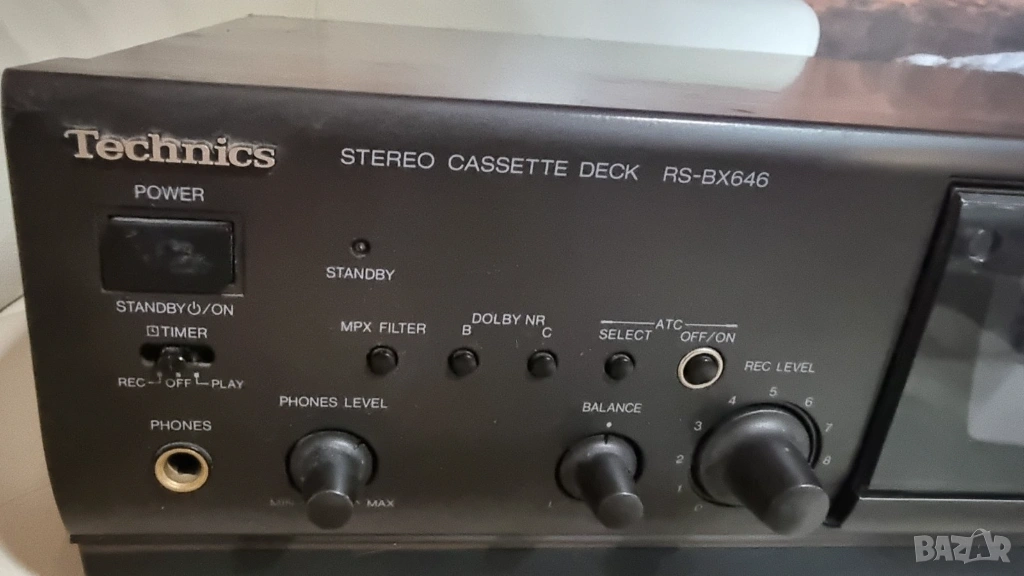 Technics
STEREO CASSETTE DECK RS-BX646
POWER
STANDBY
STANDBY⏻/ON
TIMER
REC OFF PLAY
PHONES
MPX FILTER
DOLBY NR
B C
ATC
SELECT OFF/ON
REC LEVEL
PHONES LEVEL
MIN MAX
BALANCE
L
0 1 2 3 4 5 6 7 8
BAZAR